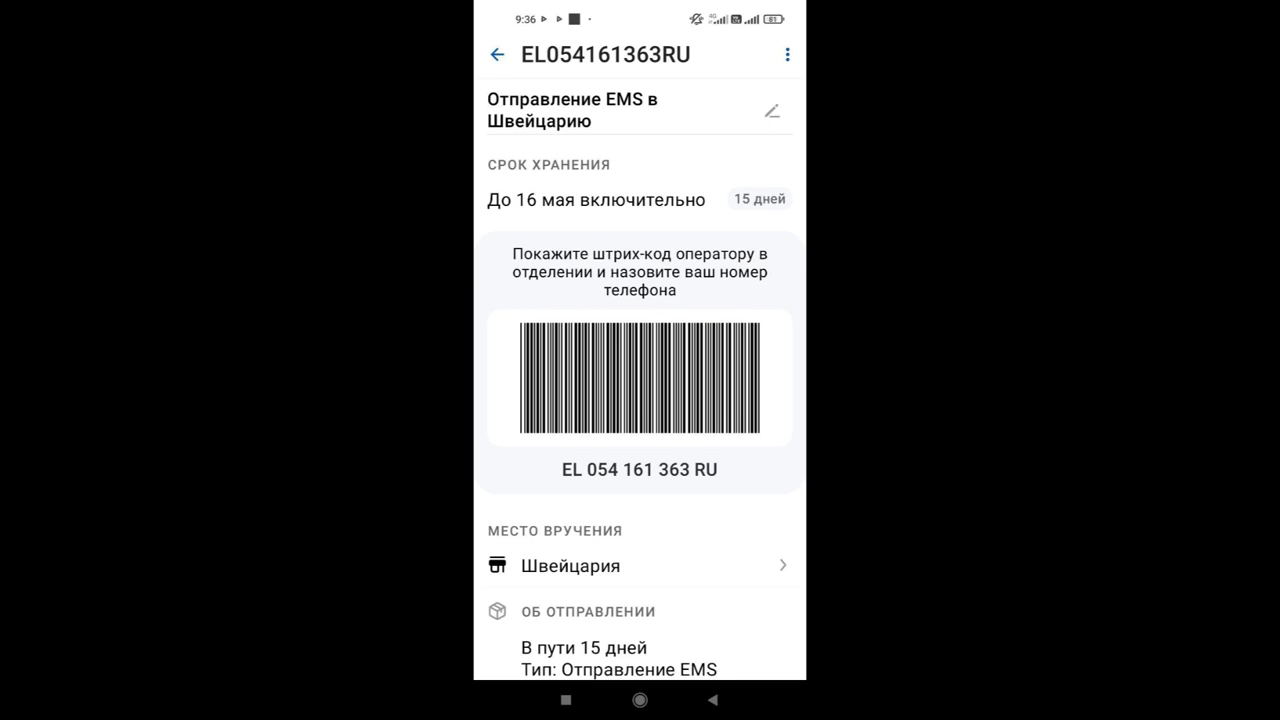 9:36
81
EL054161363RU
Отправление EMS в
Швейцарию
СРОК ХРАНЕНИЯ
До 16 мая включительно
15 дней
Покажите штрих-код оператору в
отделении и назовите ваш номер
телефона
EL 054 161 363 RU
МЕСТО ВРУЧЕНИЯ
Швейцария
ОБ ОТПРАВЛЕНИИ
В пути 15 дней
Тип: Отправление EMS